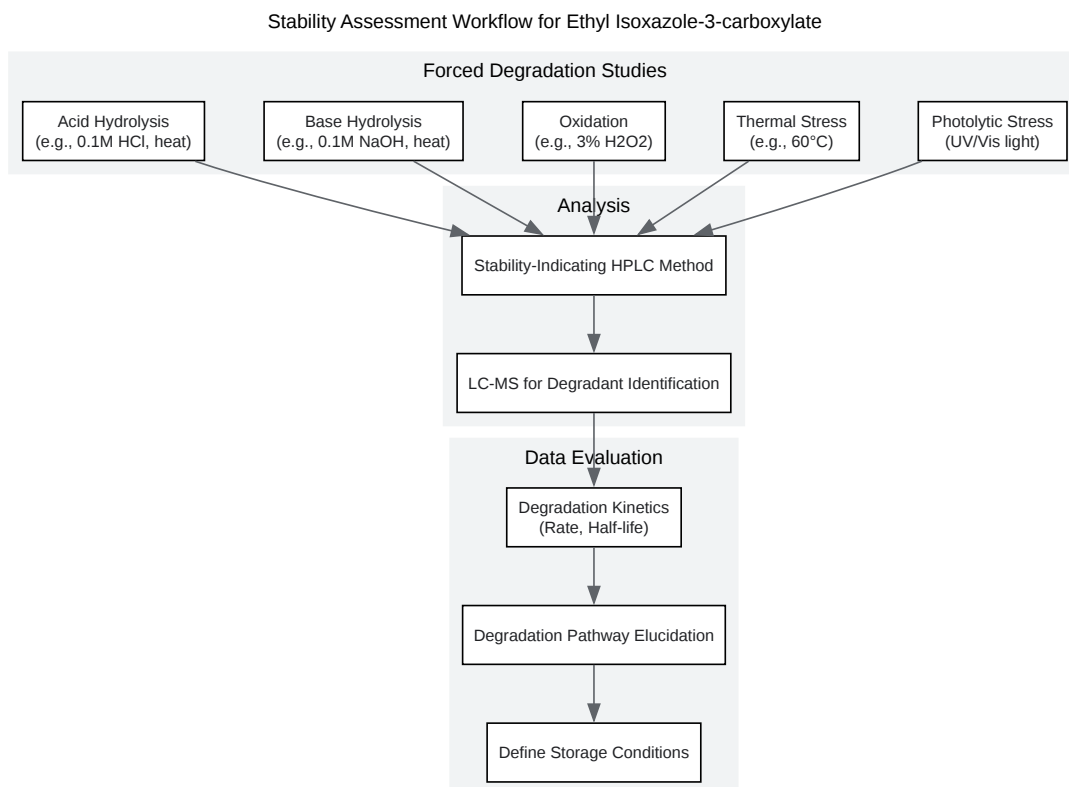 Stability Assessment Workflow for Ethyl Isoxazole-3-carboxylate
Forced Degradation Studies
Acid Hydrolysis
(e.g., 0.1M HCl, heat)
Base Hydrolysis
(e.g., 0.1M NaOH, heat)
Oxidation
(e.g., 3% H2O2)
Thermal Stress
(e.g., 60°C)
Photolytic Stress
(UV/Vis light)
Analysis
Stability-Indicating HPLC Method
LC-MS for Degradant Identification
Data Evaluation
Degradation Kinetics
(Rate, Half-life)
Degradation Pathway Elucidation
Define Storage Conditions